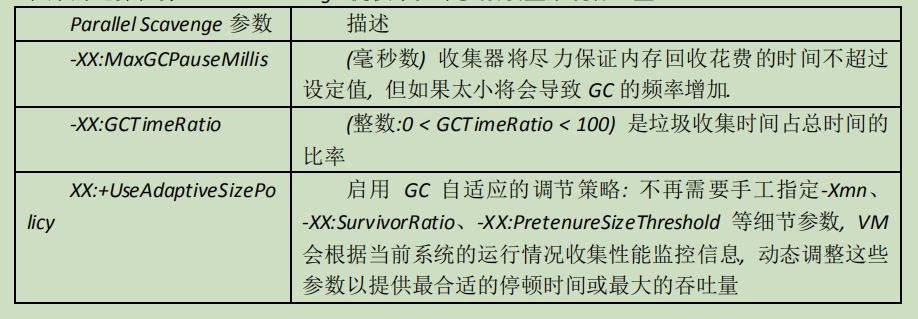 Parallel Scavenge 参数 描述
-XX:MaxGCPauseMillis (毫秒数) 收集器将尽力保证内存回收花费的时间不超过
设定值, 但如果太小将会导致 GC 的频率增加.
-XX:GCTimeRatio (整数:0 < GCTimeRatio < 100) 是垃圾收集时间占总时间的
比率
XX:+UseAdaptiveSizePo
licy
启用 GC 自适应的调节策略: 不再需要手工指定-Xmn、
-XX:SurvivorRatio、-XX:PretenureSizeThreshold 等细节参数, VM
会根据当前系统的运行情况收集性能监控信息, 动态调整这些
参数以提供最合适的停顿时间或最大的吞吐量